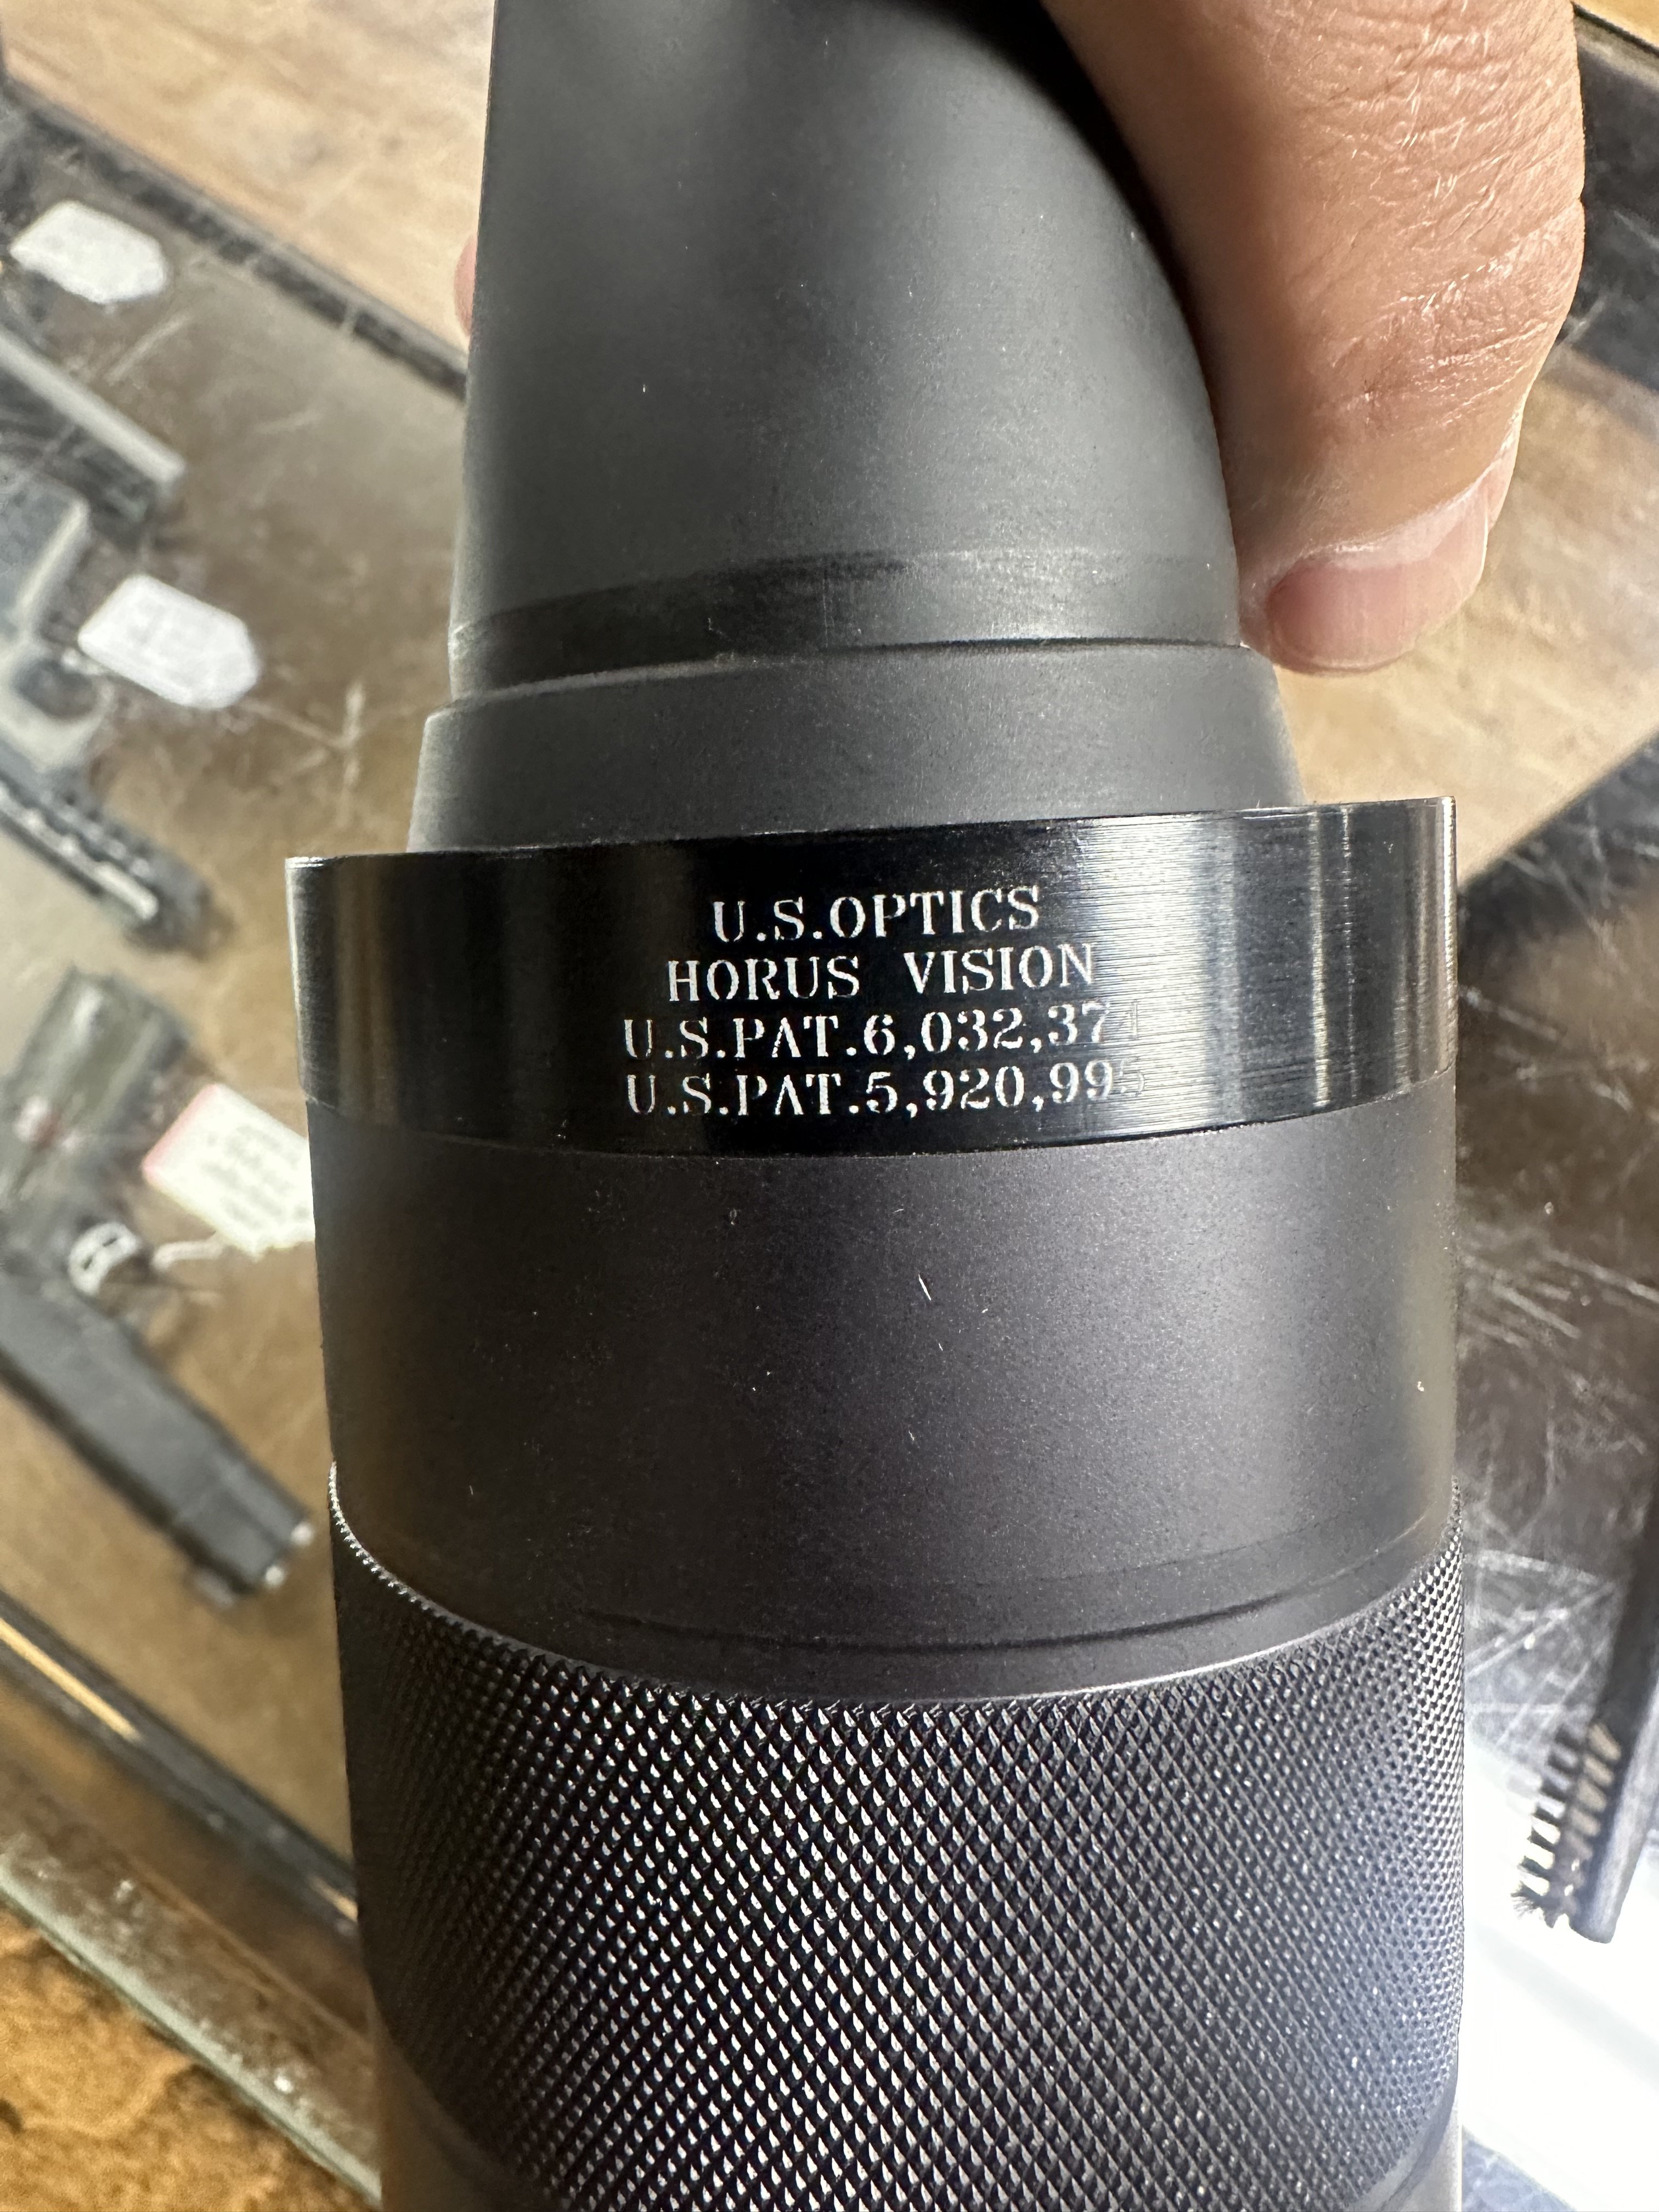 U.S.OPTICS
HORUS VISION
U.S.PAT.6,032,374
U.S.PAT.5,920,995